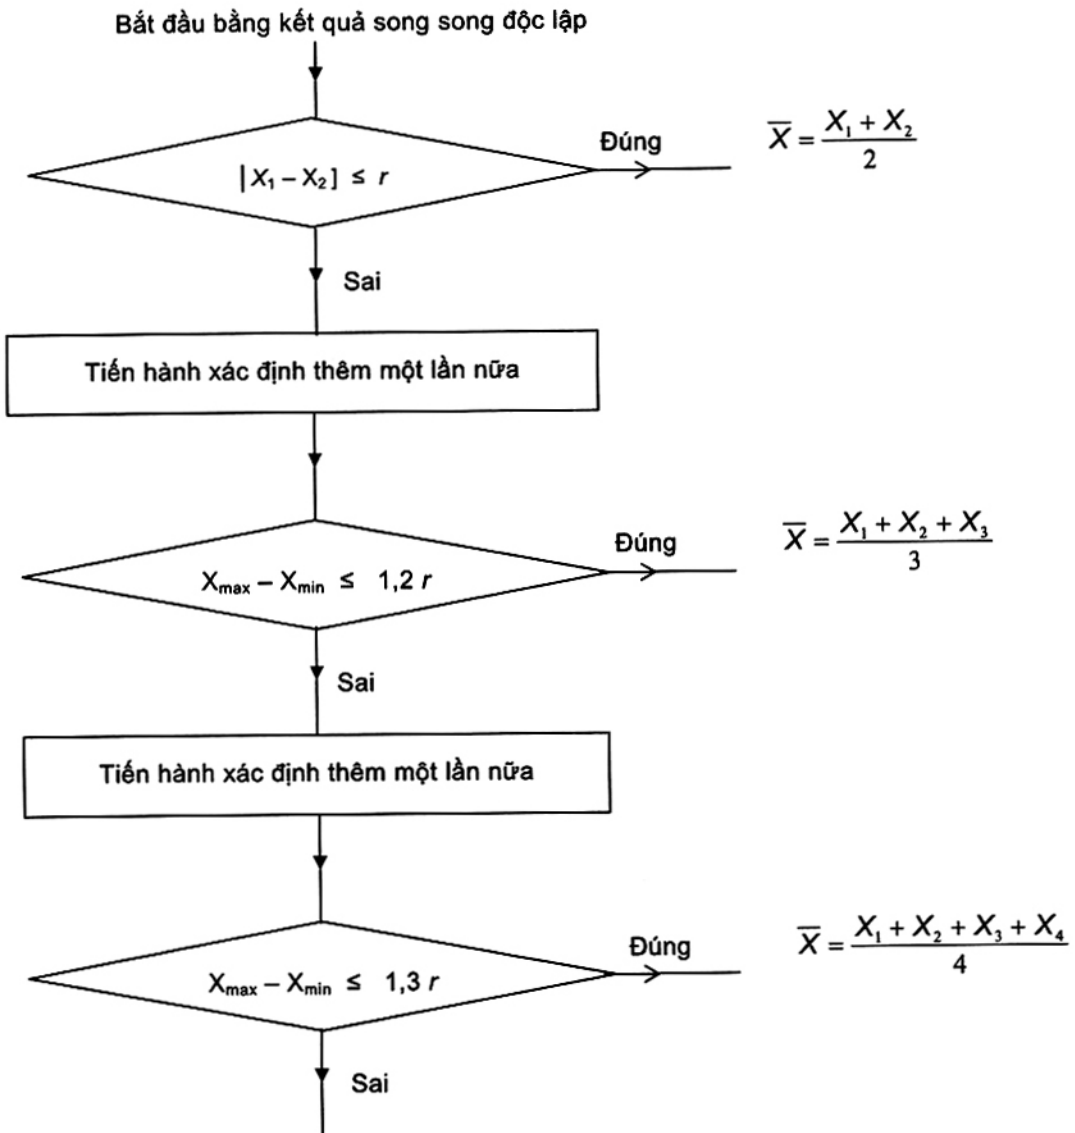 Bắt đầu bằng kết quả song song độc lập
|X₁ – X₂] ≤ r
Đúng
X̅ = (X₁ + X₂)/2
Sai
Tiến hành xác định thêm một lần nữa
Xmax – Xmin ≤ 1,2 r
Đúng
X̅ = (X₁ + X₂ + X₃)/3
Sai
Tiến hành xác định thêm một lần nữa
Xmax – Xmin ≤ 1,3 r
Đúng
X̅ = (X₁ + X₂ + X₃ + X₄)/4
Sai